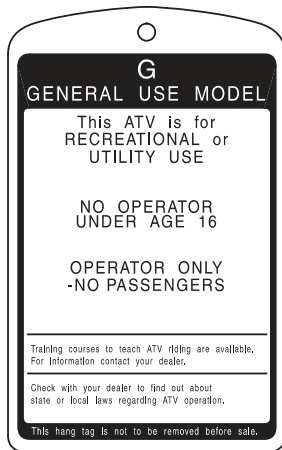 G
GENERAL USE MODEL
This ATV is for
RECREATIONAL or
UTILITY USE
NO OPERATOR
UNDER AGE 16
OPERATOR ONLY
-NO PASSENGERS
Training courses to teach ATV riding are available.
For information contact your dealer.
Check with your dealer to find out about
state or local laws regarding ATV operation.
This hang tag is not to be removed before sale.